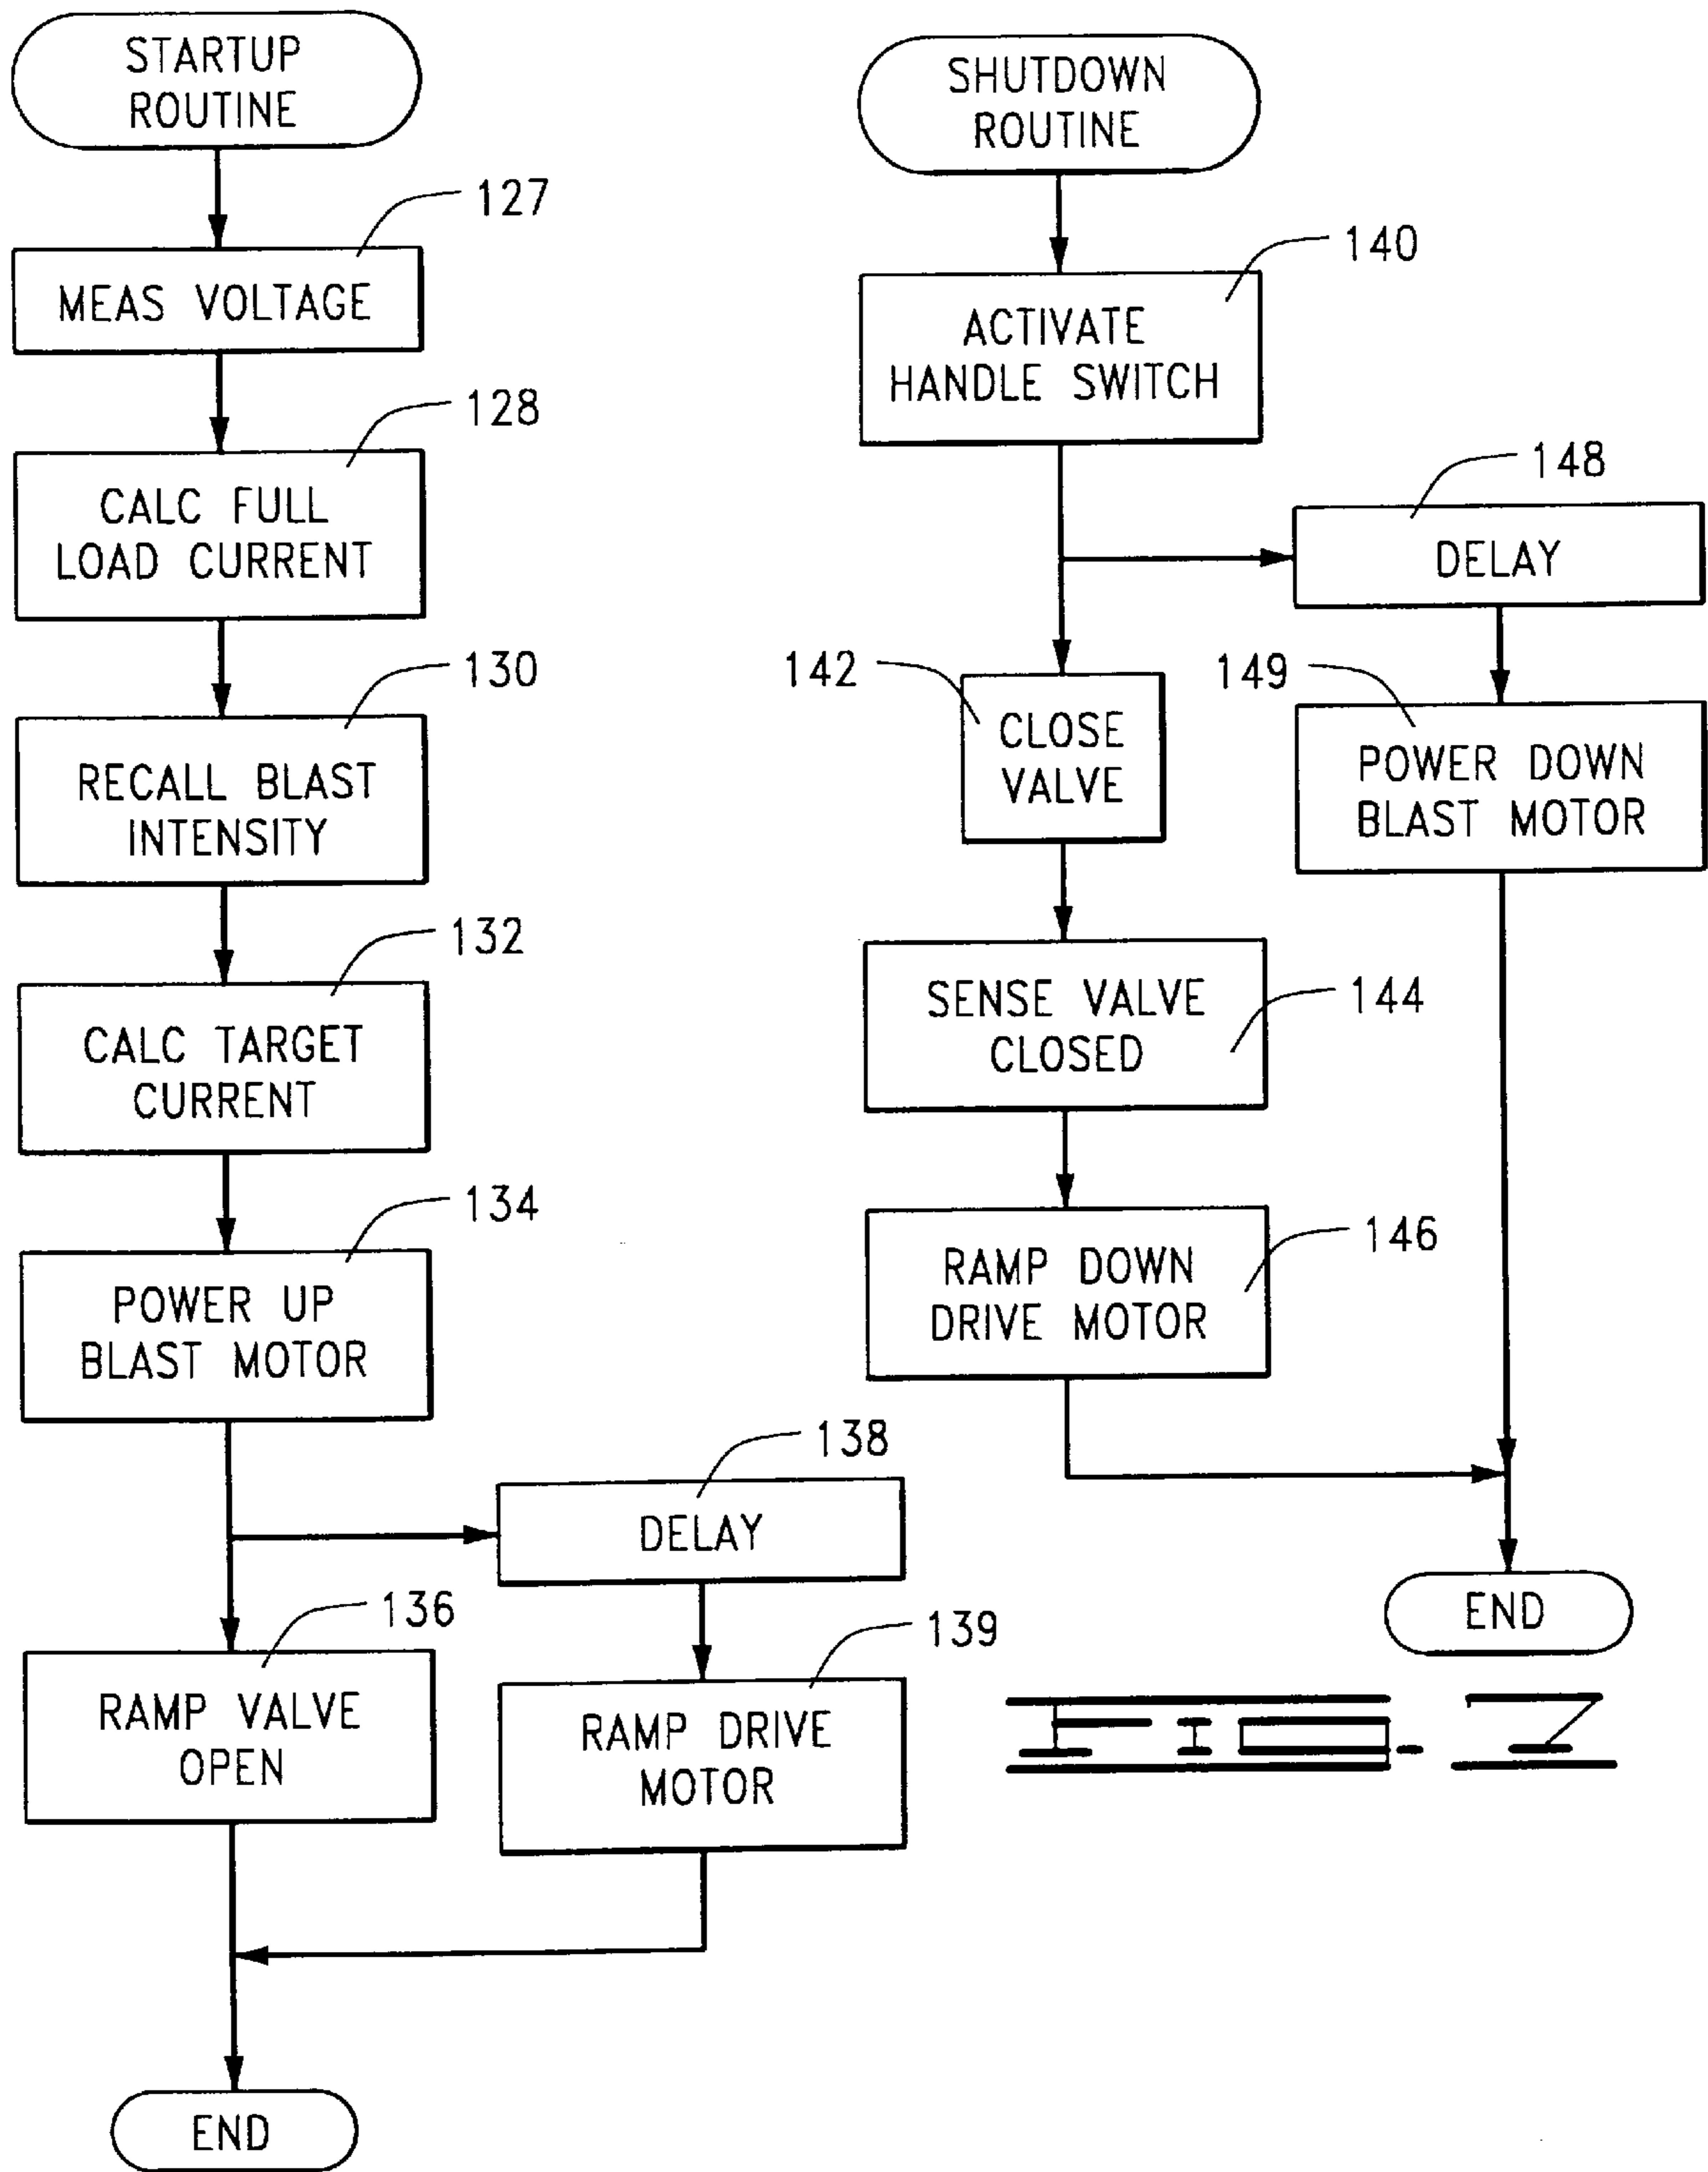 STARTUP
ROUTINE
127
MEAS VOLTAGE
128
CALC FULL
LOAD CURRENT
130
RECALL BLAST
INTENSITY
132
CALC TARGET
CURRENT
134
POWER UP
BLAST MOTOR
138
DELAY
136
RAMP VALVE
OPEN
139
RAMP DRIVE
MOTOR
END
SHUTDOWN
ROUTINE
140
ACTIVATE
HANDLE SWITCH
148
DELAY
142
CLOSE
VALVE
149
POWER DOWN
BLAST MOTOR
SENSE VALVE
CLOSED
144
RAMP DOWN
DRIVE MOTOR
146
END
FIG. 7